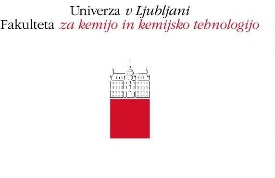 Univerza v Ljubljani
Fakulteta za kemijo in kemijsko tehnologijo